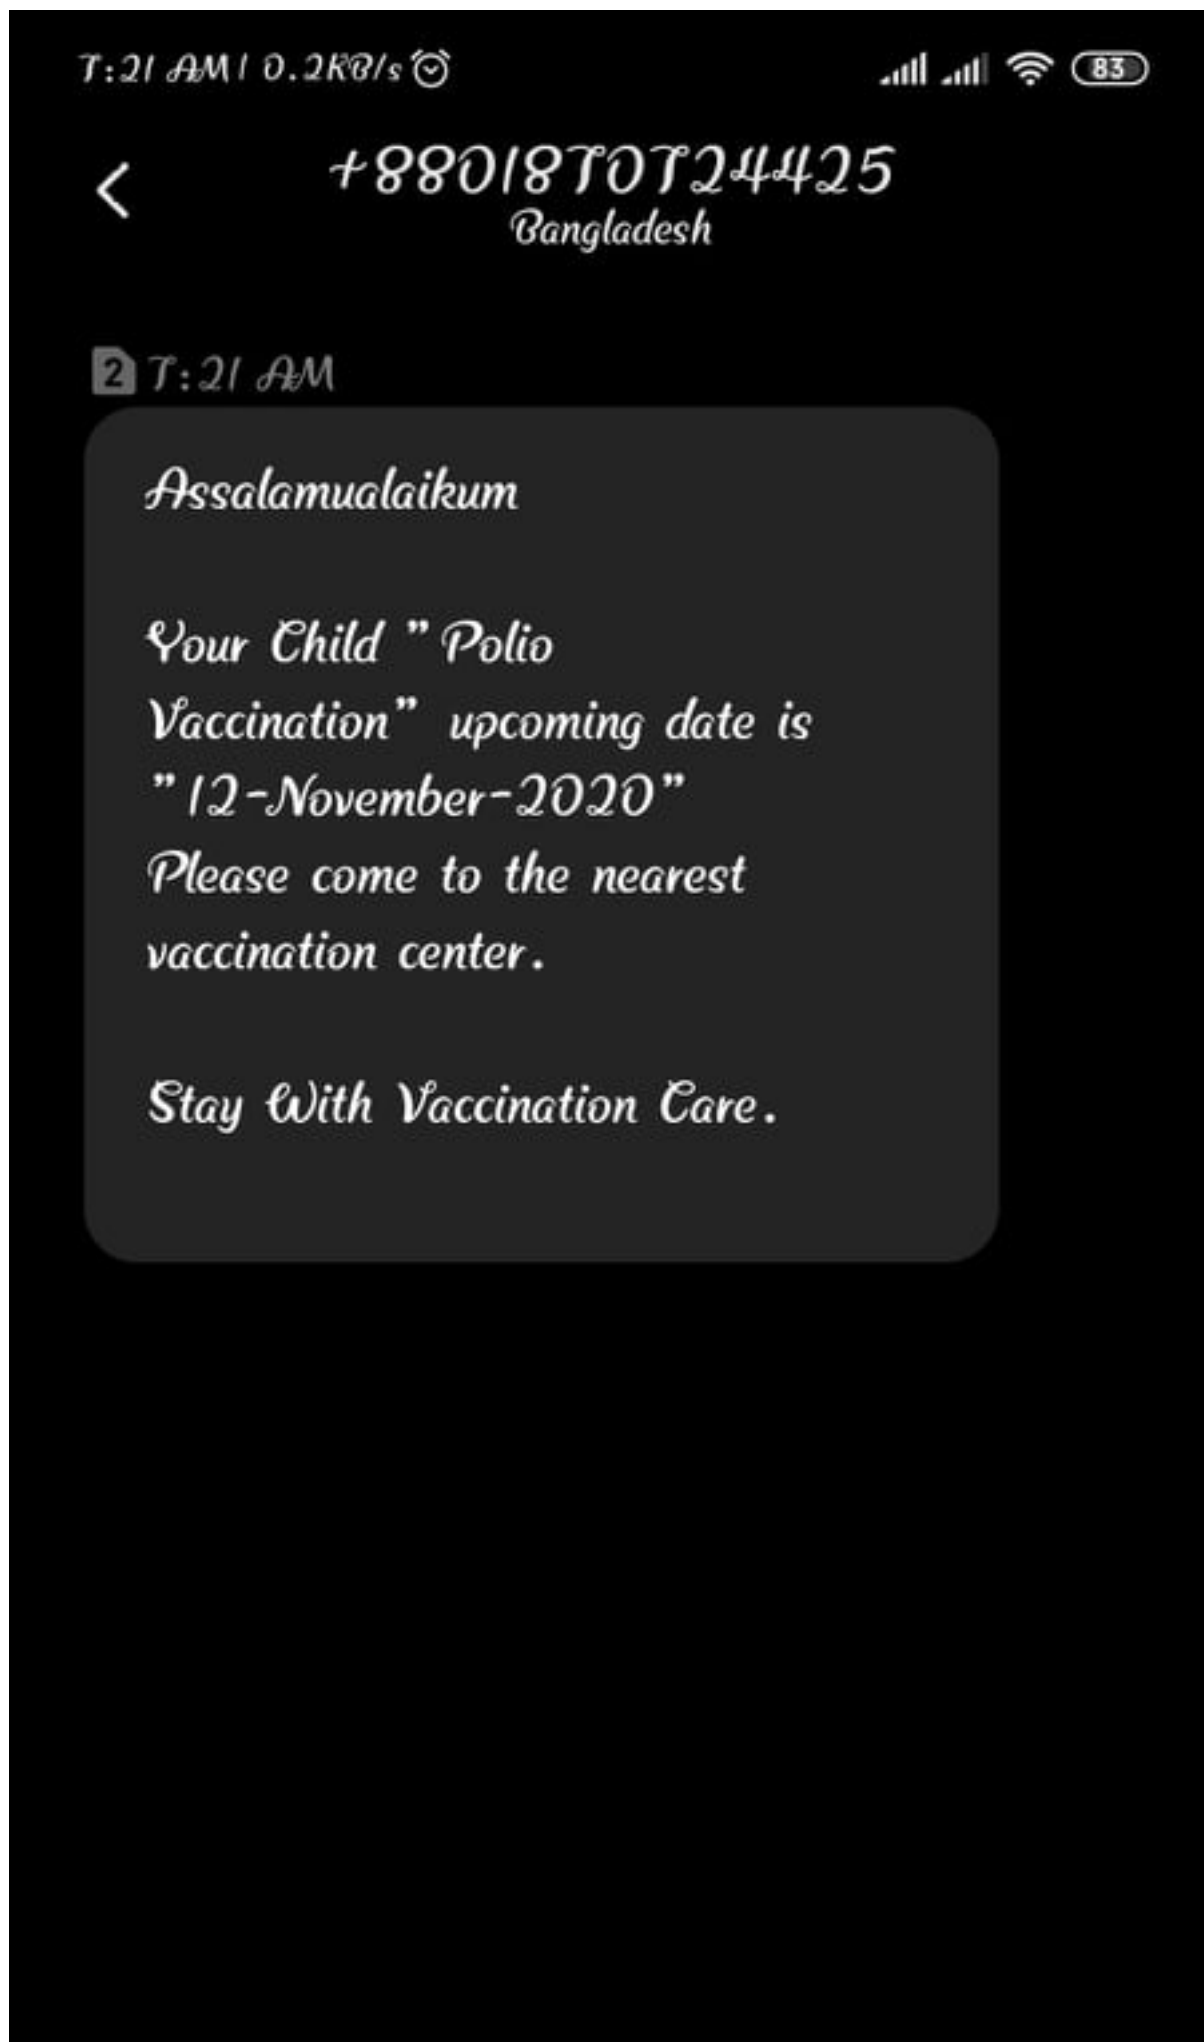 7:21 AM | 0.2KB/s 83
+8801870724425
Bangladesh
2 7:21 AM
Assalamualaikum
Your Child " Polio
Vaccination" upcoming date is
"12-November-2020"
Please come to the nearest
vaccination center.
Stay With Vaccination Care.